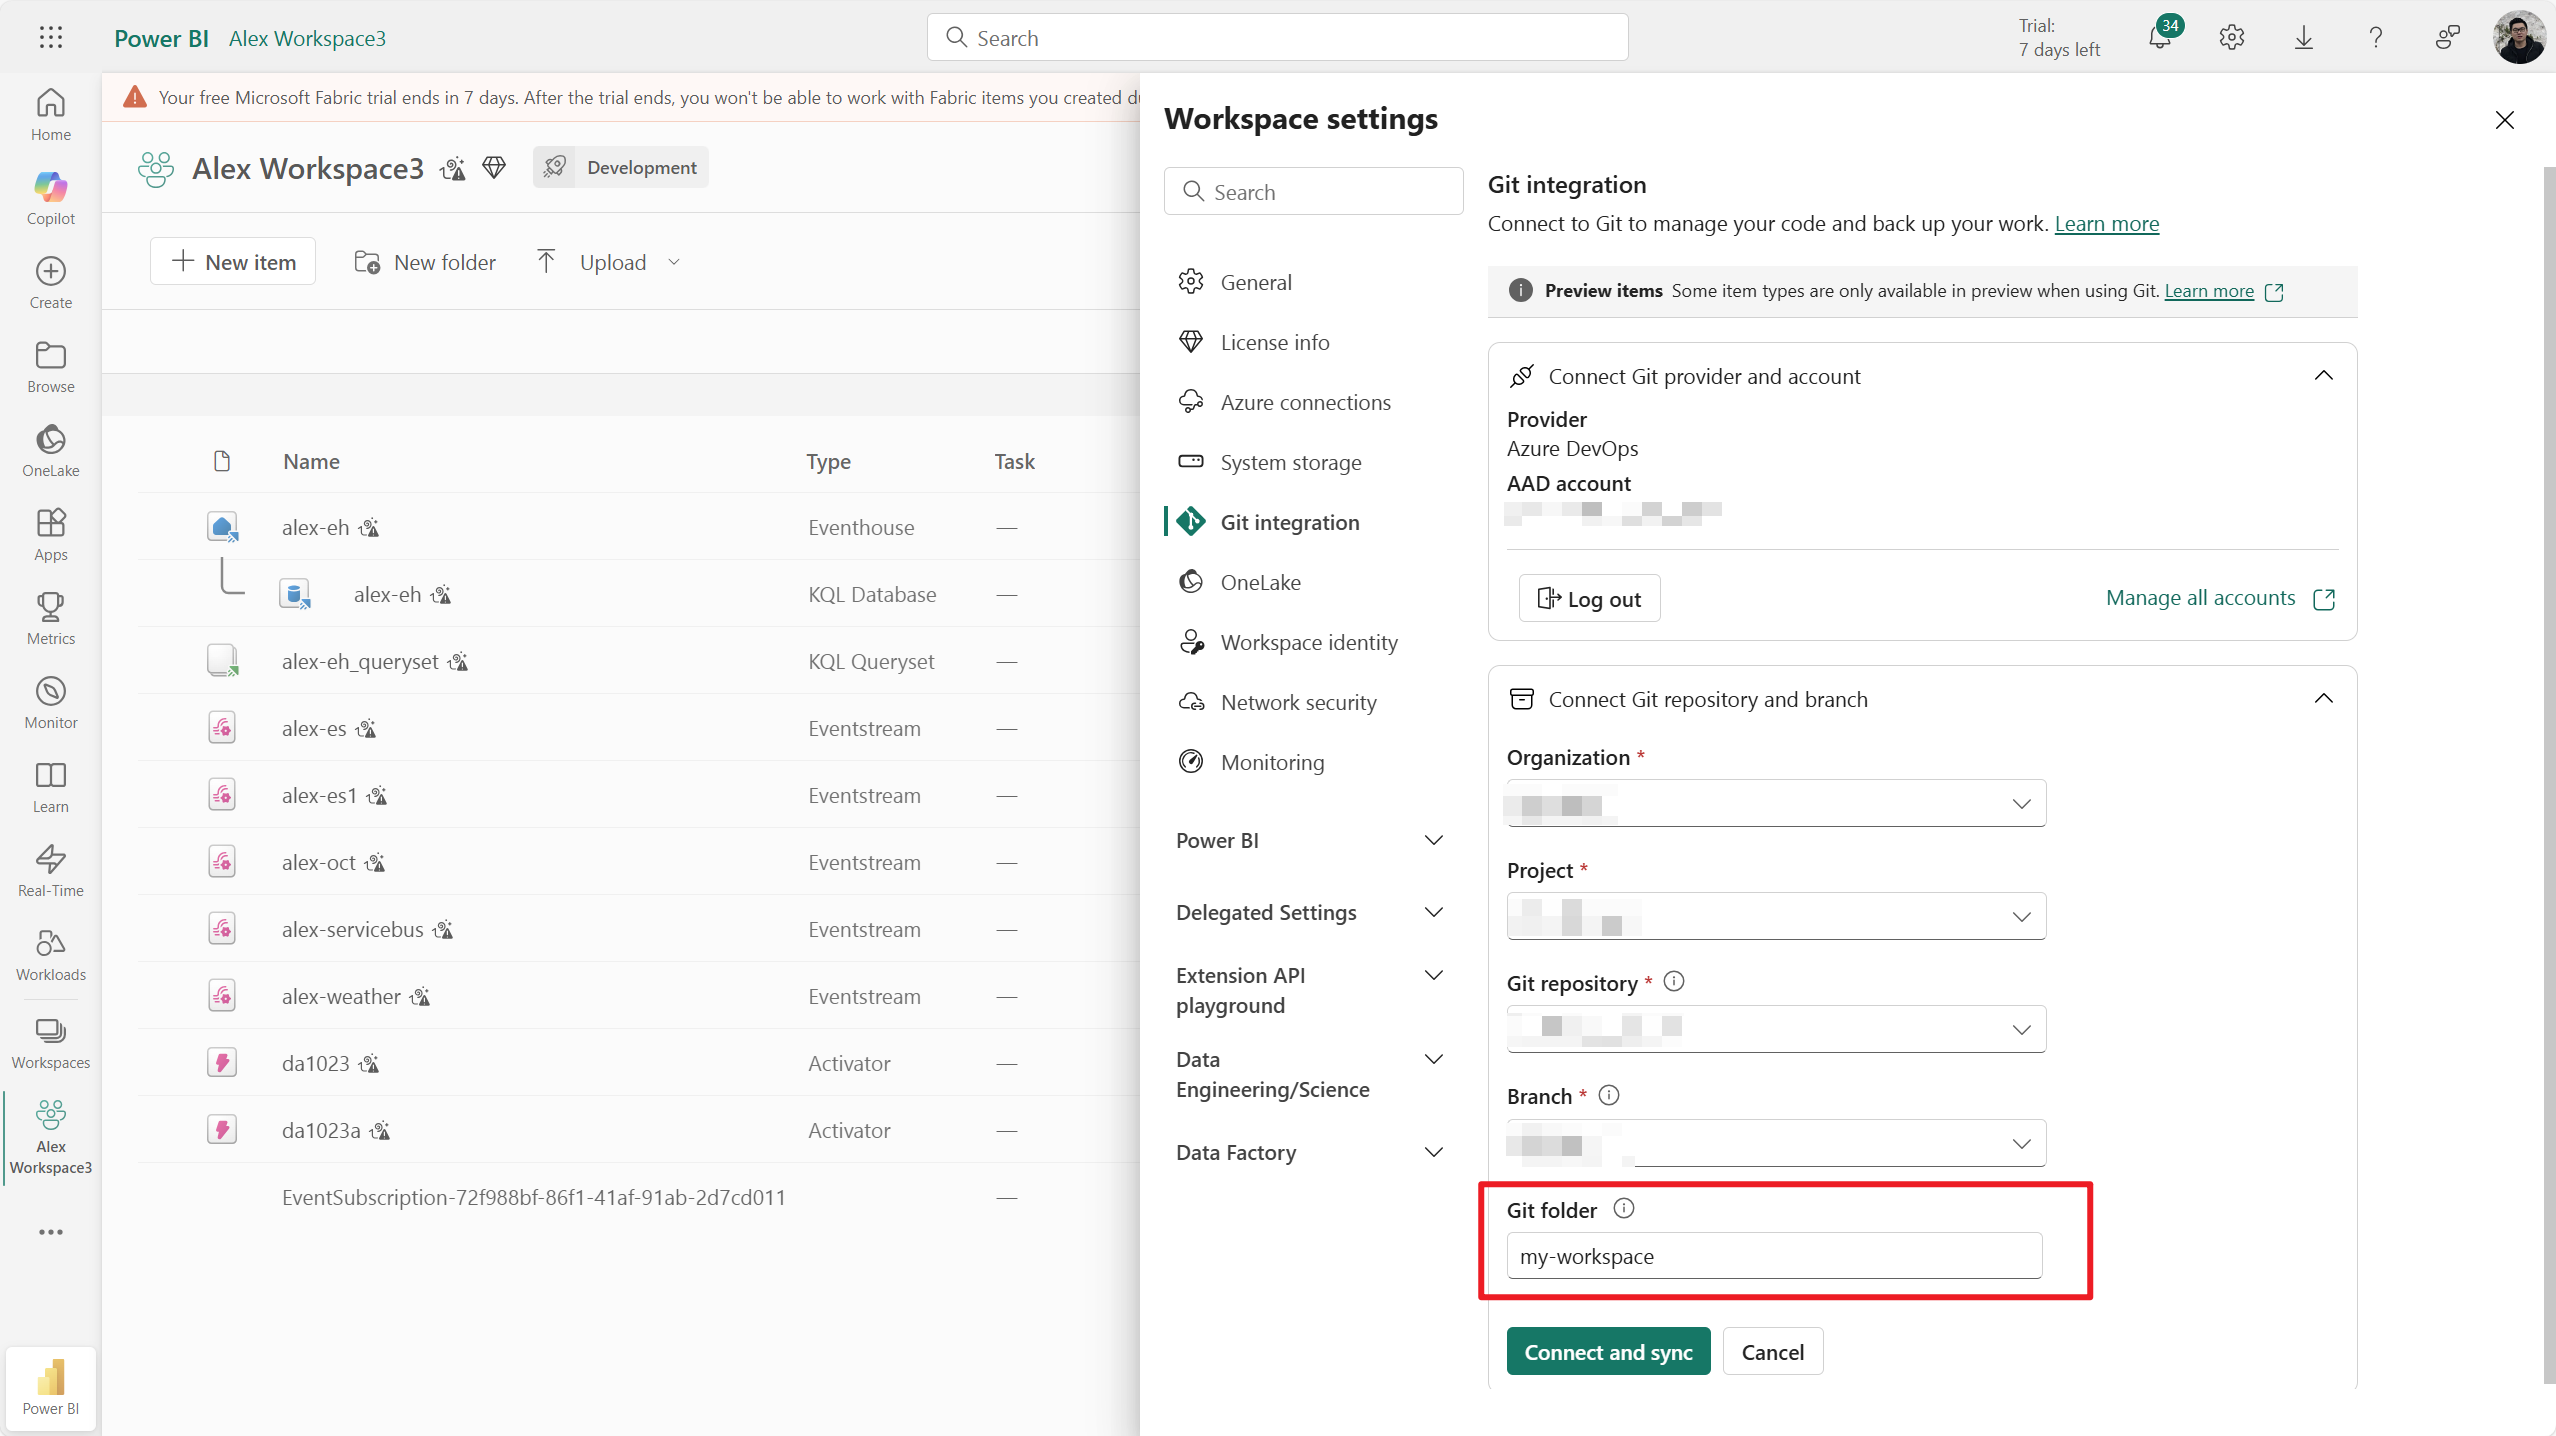 Power BI
Alex Workspace3
Search
Trial:
7 days left
34
Home
Copilot
Create
Browse
OneLake
Apps
Metrics
Monitor
Learn
Real-Time
Workloads
Workspaces
Alex
Workspace3
Power BI
Your free Microsoft Fabric trial ends in 7 days. After the trial ends, you won't be able to work with Fabric items you created
Alex Workspace3
Development
New item
New folder
Upload
Name
Type
Task
alex-eh
Eventhouse
—
alex-eh
KQL Database
—
alex-eh_queryset
KQL Queryset
—
alex-es
Eventstream
—
alex-es1
Eventstream
—
alex-oct
Eventstream
—
alex-servicebus
Eventstream
—
alex-weather
Eventstream
—
da1023
Activator
—
da1023a
Activator
—
EventSubscription-72f988bf-86f1-41af-91ab-2d7cd011
—
Workspace settings
Search
General
License info
Azure connections
System storage
Git integration
OneLake
Workspace identity
Network security
Monitoring
Power BI
Delegated Settings
Extension API
playground
Data
Engineering/Science
Data Factory
Git integration
Connect to Git to manage your code and back up your work. Learn more
Preview items Some item types are only available in preview when using Git. Learn more
Connect Git provider and account
Provider
Azure DevOps
AAD account
Log out
Manage all accounts
Connect Git repository and branch
Organization *
Project *
Git repository *
Branch *
Git folder
my-workspace
Connect and sync
Cancel